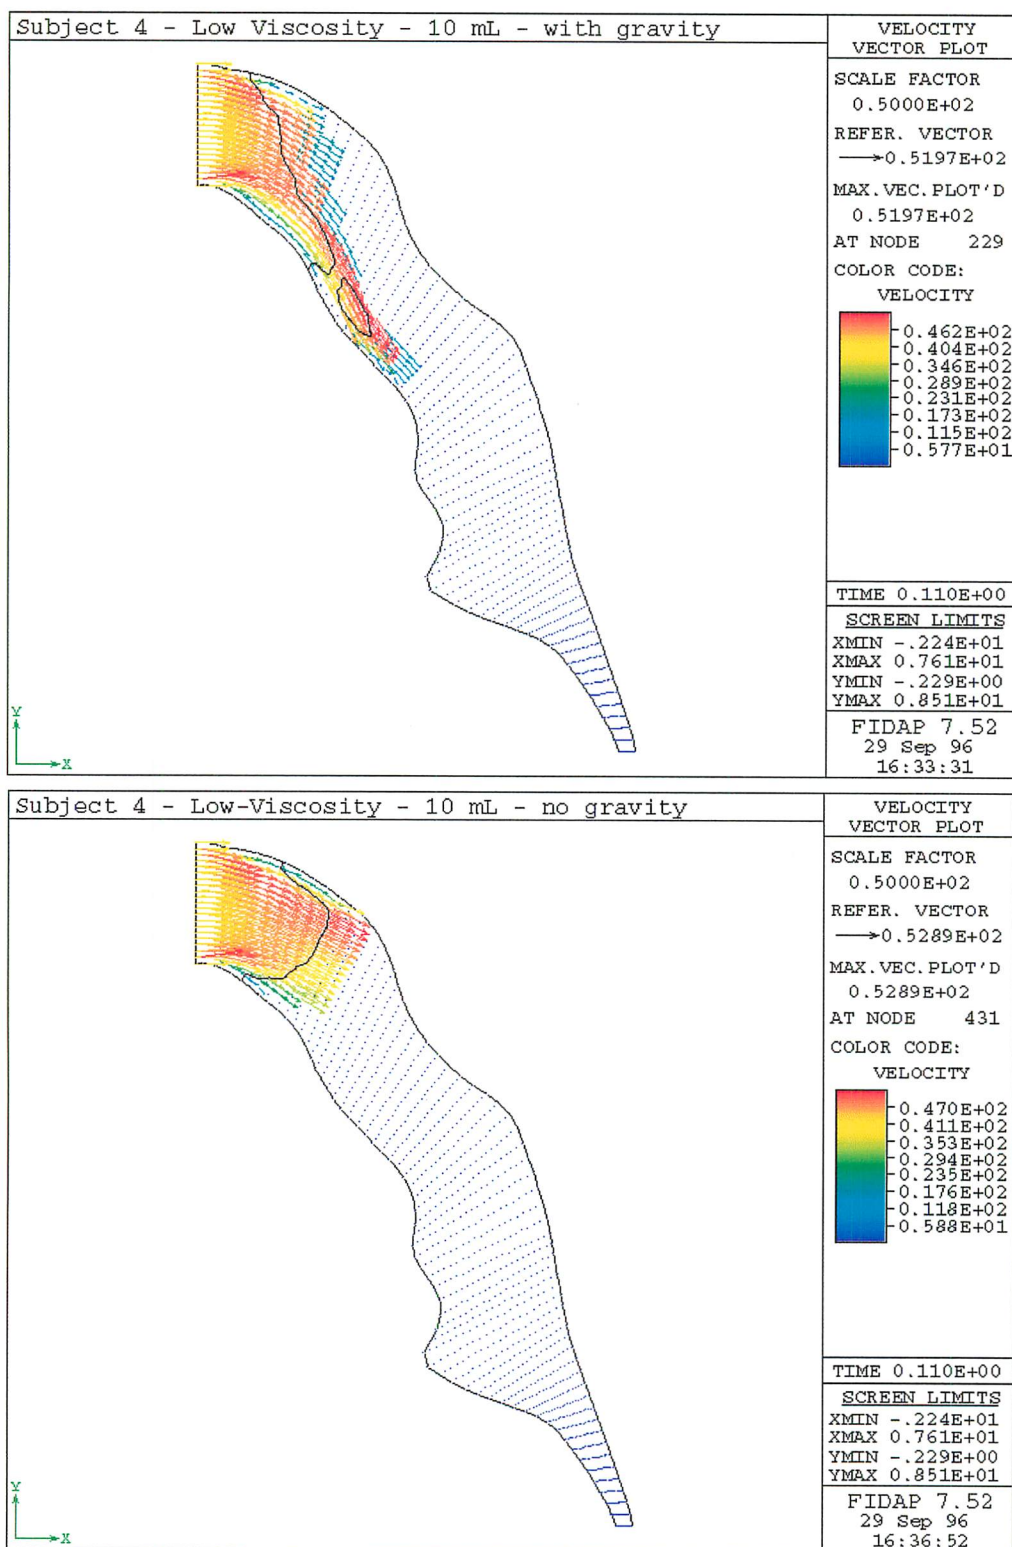 Subject 4 - Low Viscosity - 10 mL - with gravity
VELOCITY
VECTOR PLOT
SCALE FACTOR
0.5000E+02
REFER. VECTOR
0.5197E+02
MAX.VEC.PLOT'D
0.5197E+02
AT NODE 229
COLOR CODE:
VELOCITY
0.462E+02
0.404E+02
0.346E+02
0.289E+02
0.231E+02
0.173E+02
0.115E+02
0.577E+01
TIME 0.110E+00
SCREEN LIMITS
XMIN -.224E+01
XMAX 0.761E+01
YMIN -.229E+00
YMAX 0.851E+01
FIDAP 7.52
29 Sep 96
16:33:31
Y
X
Subject 4 - Low-Viscosity - 10 mL - no gravity
VELOCITY
VECTOR PLOT
SCALE FACTOR
0.5000E+02
REFER. VECTOR
0.5289E+02
MAX.VEC.PLOT'D
0.5289E+02
AT NODE 431
COLOR CODE:
VELOCITY
0.470E+02
0.411E+02
0.353E+02
0.294E+02
0.235E+02
0.176E+02
0.118E+02
0.588E+01
TIME 0.110E+00
SCREEN LIMITS
XMIN -.224E+01
XMAX 0.761E+01
YMIN -.229E+00
YMAX 0.851E+01
FIDAP 7.52
29 Sep 96
16:36:52
Y
X